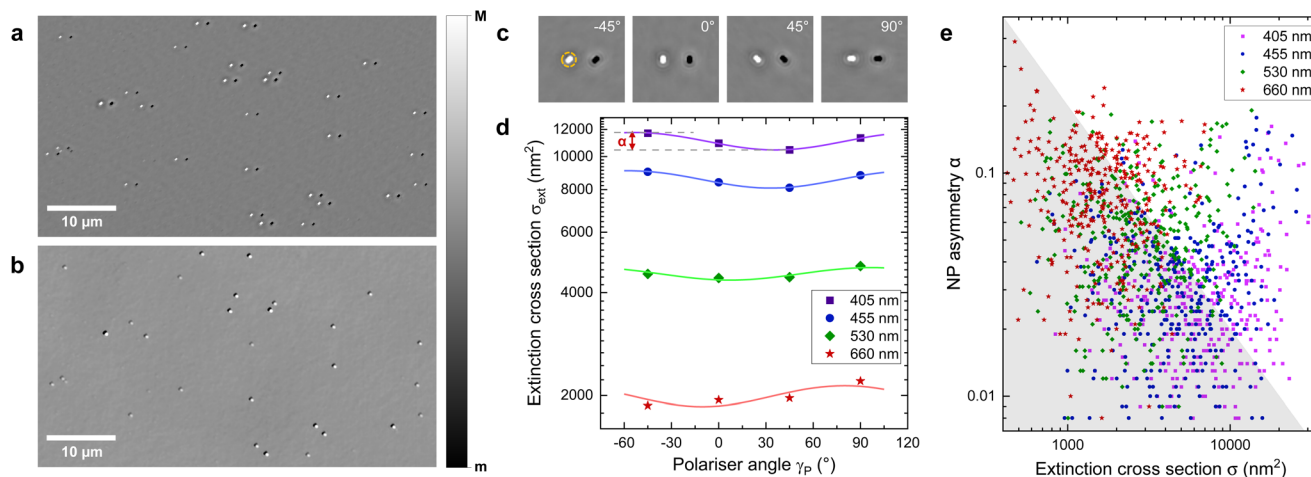 a
10 µm
b
10 µm
M
m
c
-45°
0°
45°
90°
d
Extinction cross section σext (nm²)
12000
10000
8000
6000
4000
2000
α
405 nm
455 nm
530 nm
660 nm
-60
-30
0
30
60
90
120
Polariser angle γP (°)
e
NP asymmetry α
0.1
0.01
405 nm
455 nm
530 nm
660 nm
1000
10000
Extinction cross section σ (nm²)